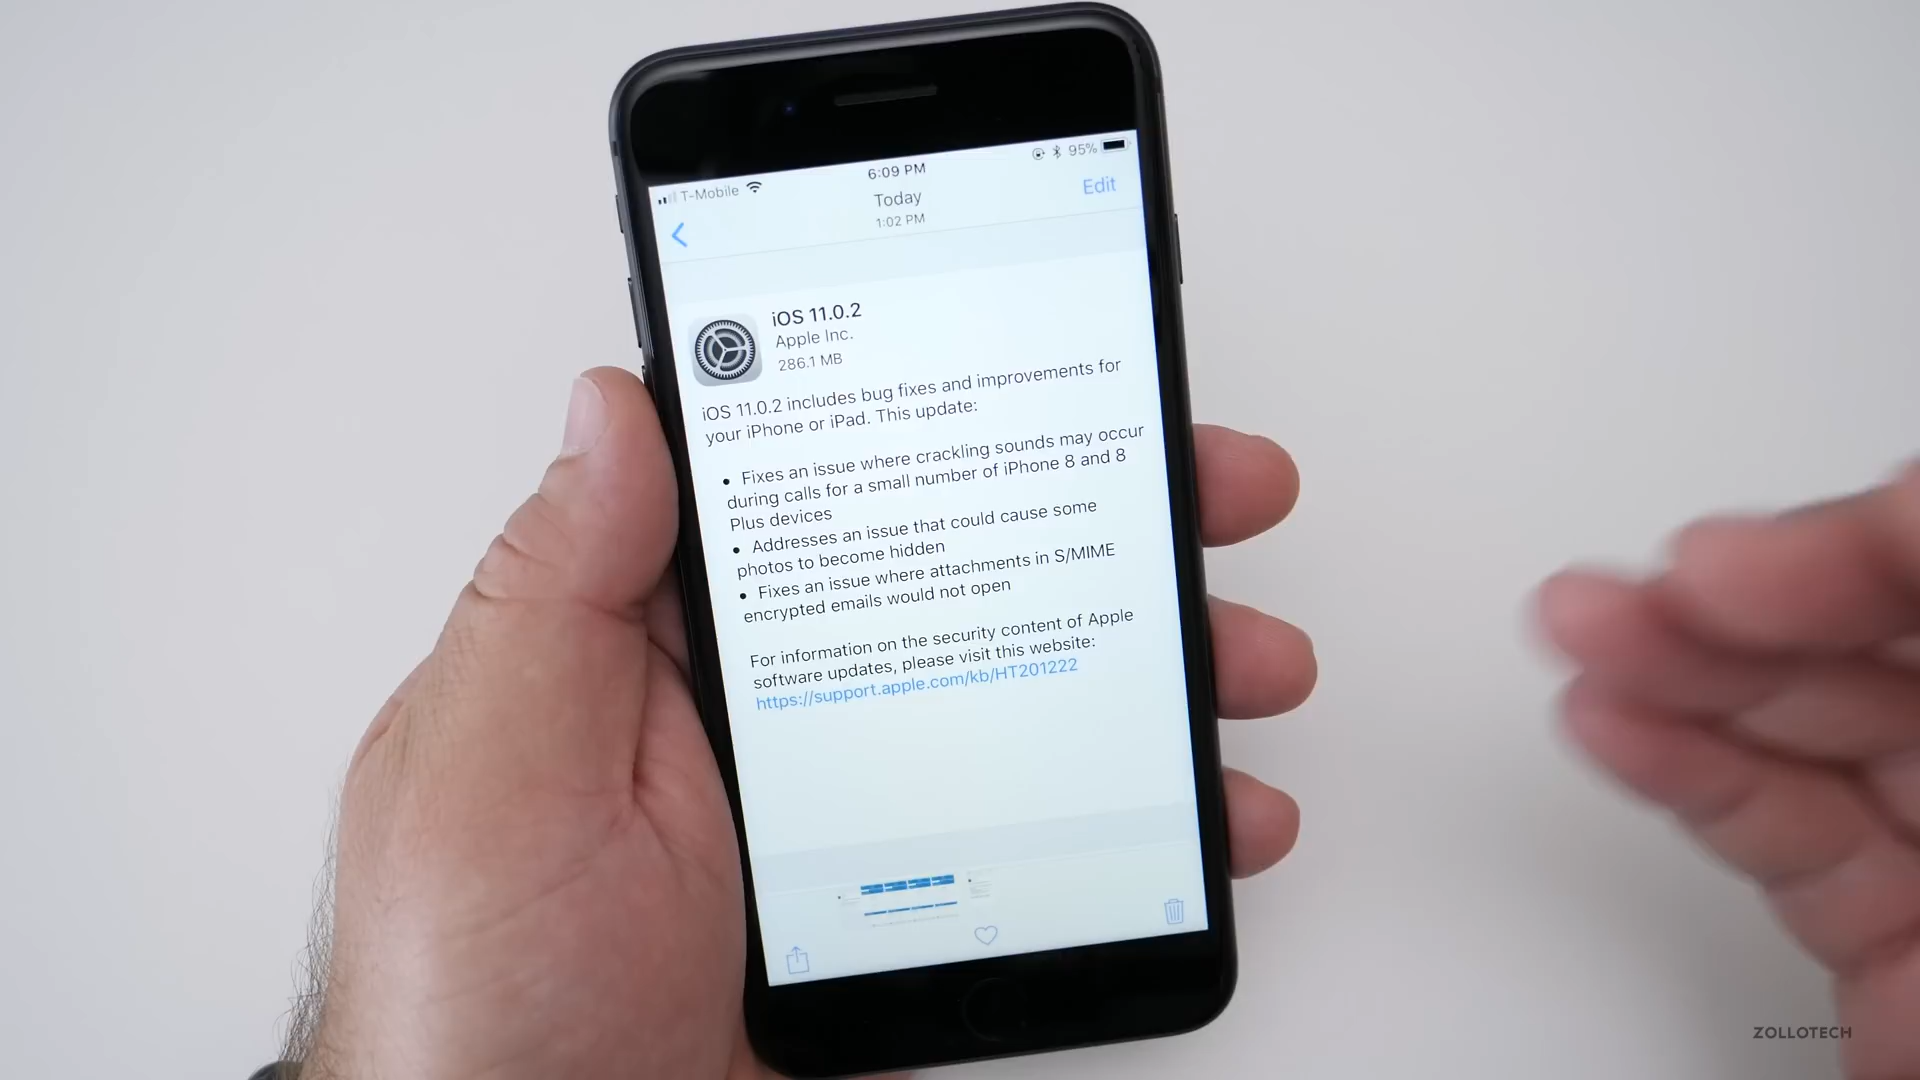 T-Mobile 6:09 PM 95%
Today
1:02 PM
Edit
iOS 11.0.2
Apple Inc.
286.1 MB
iOS 11.0.2 includes bug fixes and improvements for
your iPhone or iPad. This update:
• Fixes an issue where crackling sounds may occur
during calls for a small number of iPhone 8 and 8
Plus devices
• Addresses an issue that could cause some
photos to become hidden
• Fixes an issue where attachments in S/MIME
encrypted emails would not open
For information on the security content of Apple
software updates, please visit this website:
https://support.apple.com/kb/HT201222
ZOLLOTECH